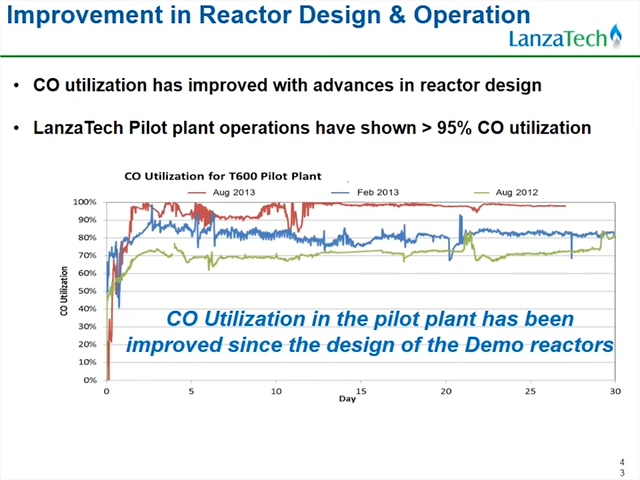 Improvement in Reactor Design & Operation
LanzaTech
• CO utilization has improved with advances in reactor design
• LanzaTech Pilot plant operations have shown > 95% CO utilization
CO Utilization for T600 Pilot Plant
Aug 2013 Feb 2013 Aug 2012
100%
90%
80%
70%
60%
50%
40%
30%
20%
10%
0%
CO Utilization
CO Utilization in the pilot plant has been
improved since the design of the Demo reactors
0 5 10 15 20 25 30
Day
4
3